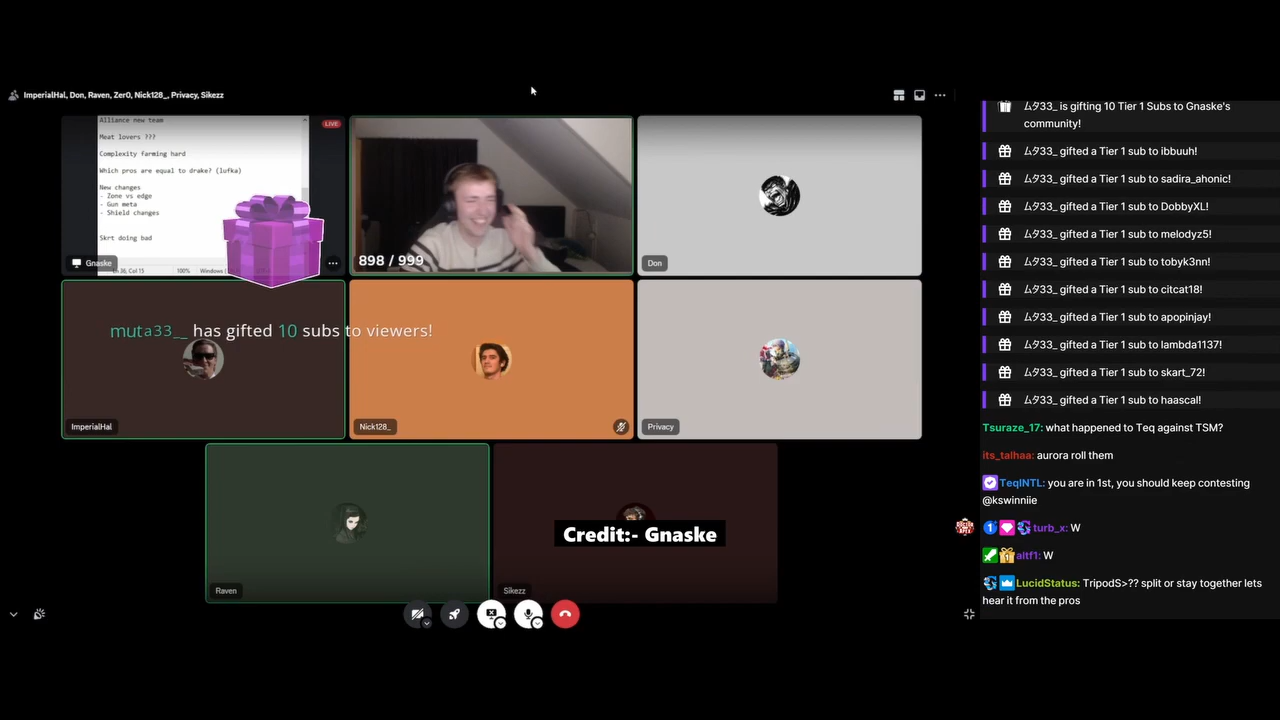 ImperialHal, Don, Raven, Zer0, Nick128_, Privacy, Sikezz
Alliance new team
Meat lovers ???
Complexity farming hard
Which pros are equal to drake? (lufka)
New changes
- Zone vs edge
- Gun meta
- Shield changes
Skrt doing bad
Col 15
100%
Windows
LIVE
Gnaske
898 / 999
Don
muta33__ has gifted 10 subs to viewers!
ImperialHal
Nick128_
Privacy
Raven
Credit:- Gnaske
Sikezz
ムタ33_ is gifting 10 Tier 1 Subs to Gnaske's
community!
ムタ33_ gifted a Tier 1 sub to ibbuuh!
ムタ33_ gifted a Tier 1 sub to sadira_ahonic!
ムタ33_ gifted a Tier 1 sub to DobbyXL!
ムタ33_ gifted a Tier 1 sub to melodyz5!
ムタ33_ gifted a Tier 1 sub to tobyk3nn!
ムタ33_ gifted a Tier 1 sub to citcat18!
ムタ33_ gifted a Tier 1 sub to apopinjay!
ムタ33_ gifted a Tier 1 sub to lambda1137!
ムタ33_ gifted a Tier 1 sub to skart_72!
ムタ33_ gifted a Tier 1 sub to haascal!
Tsuraze_17: what happened to Teq against TSM?
its_talhaa: aurora roll them
TeqINTL: you are in 1st, you should keep contesting
@kswinniie
turb_x: W
altf1: W
LucidStatus: TripodS>?? split or stay together lets
hear it from the pros